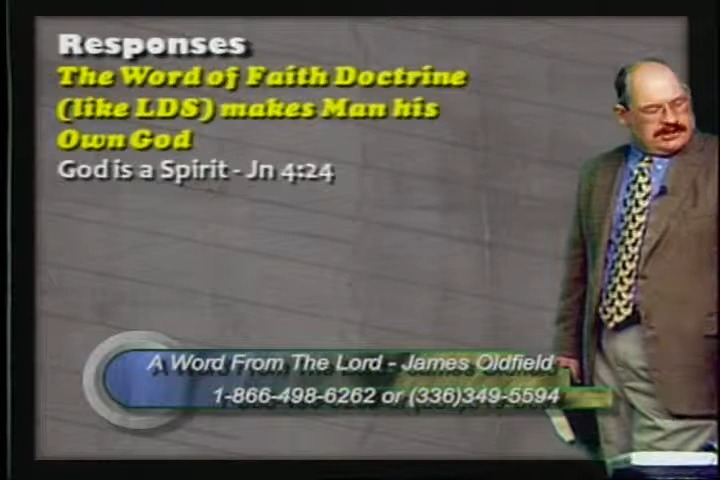 Responses
The Word of Faith Doctrine
(like LDS) makes Man his
Own God
God is a Spirit - Jn 4:24
A Word From The Lord - James Oldfield
1-866-498-6262 or (336)349-5594